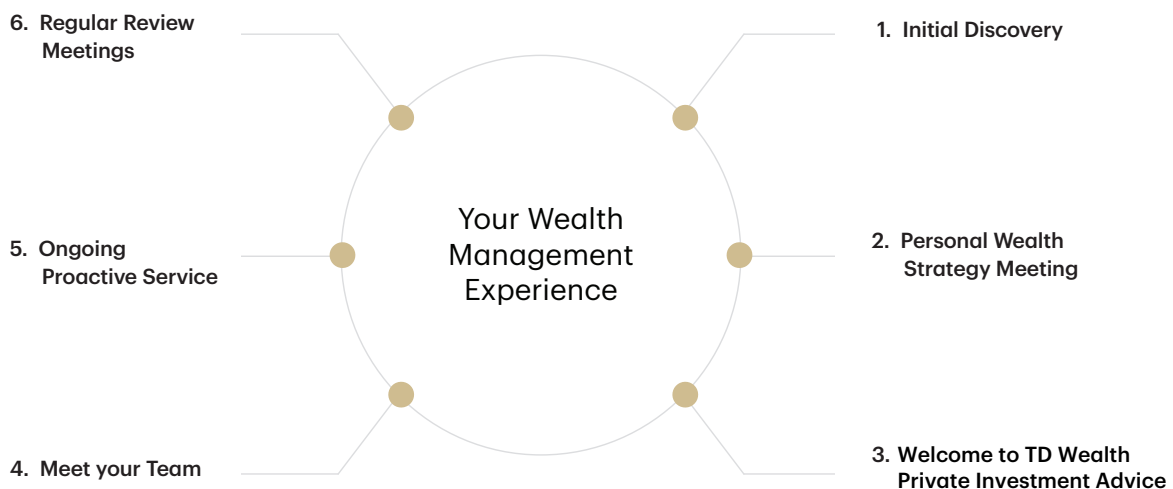 6. Regular Review
Meetings
1. Initial Discovery
Your Wealth
Management
Experience
5. Ongoing
Proactive Service
2. Personal Wealth
Strategy Meeting
4. Meet your Team
3. Welcome to TD Wealth
Private Investment Advice